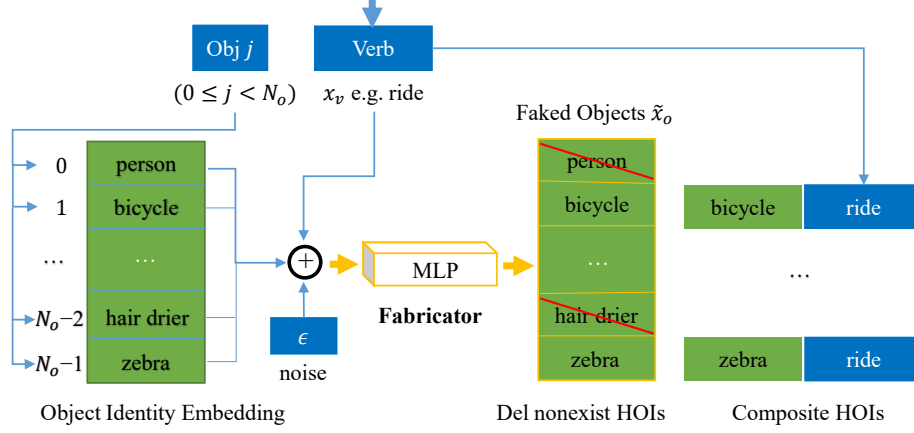 Obj j
Verb
(0 ≤ j < Nₒ)
xᵥ e.g. ride
Faked Objects x̃ₒ
0
person
person
1
bicycle
bicycle
bicycle
ride
...
...
...
...
+
MLP
Fabricator
Nₒ−2
hair drier
hair drier
ϵ
noise
Nₒ−1
zebra
zebra
zebra
ride
Object Identity Embedding
Del nonexist HOIs
Composite HOIs